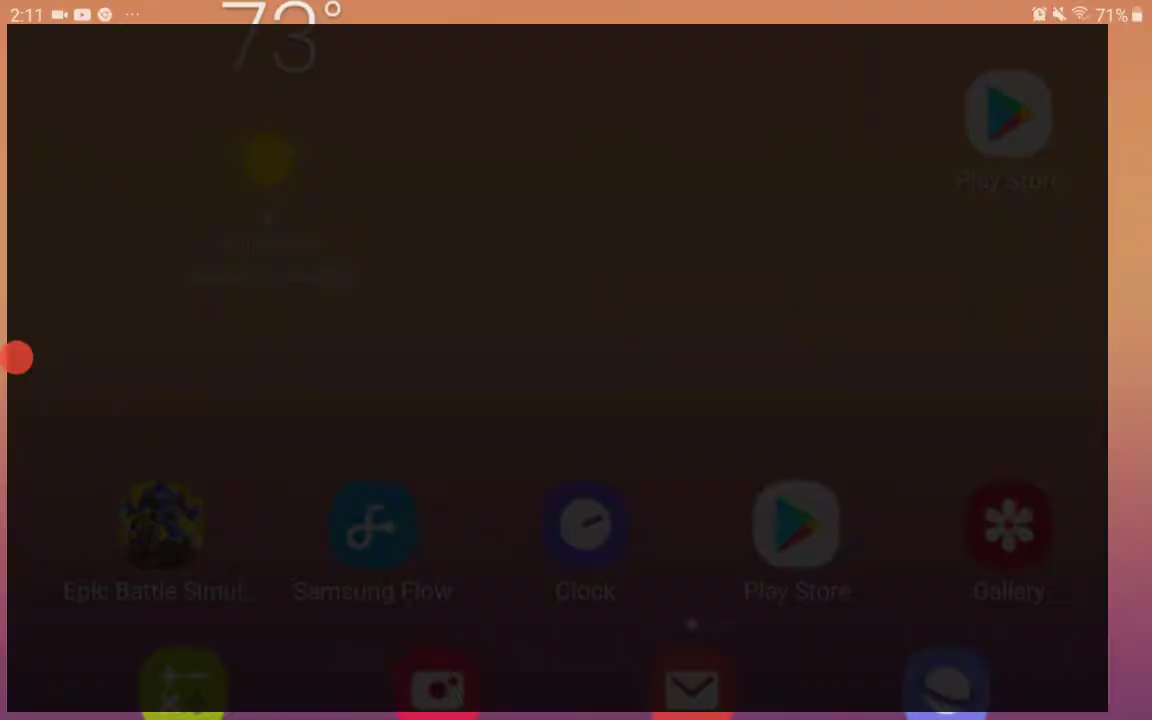 2:11
71%
73°
Play Store
Epic Battle Simul...
Samsung Flow
Clock
Play Store
Gallery